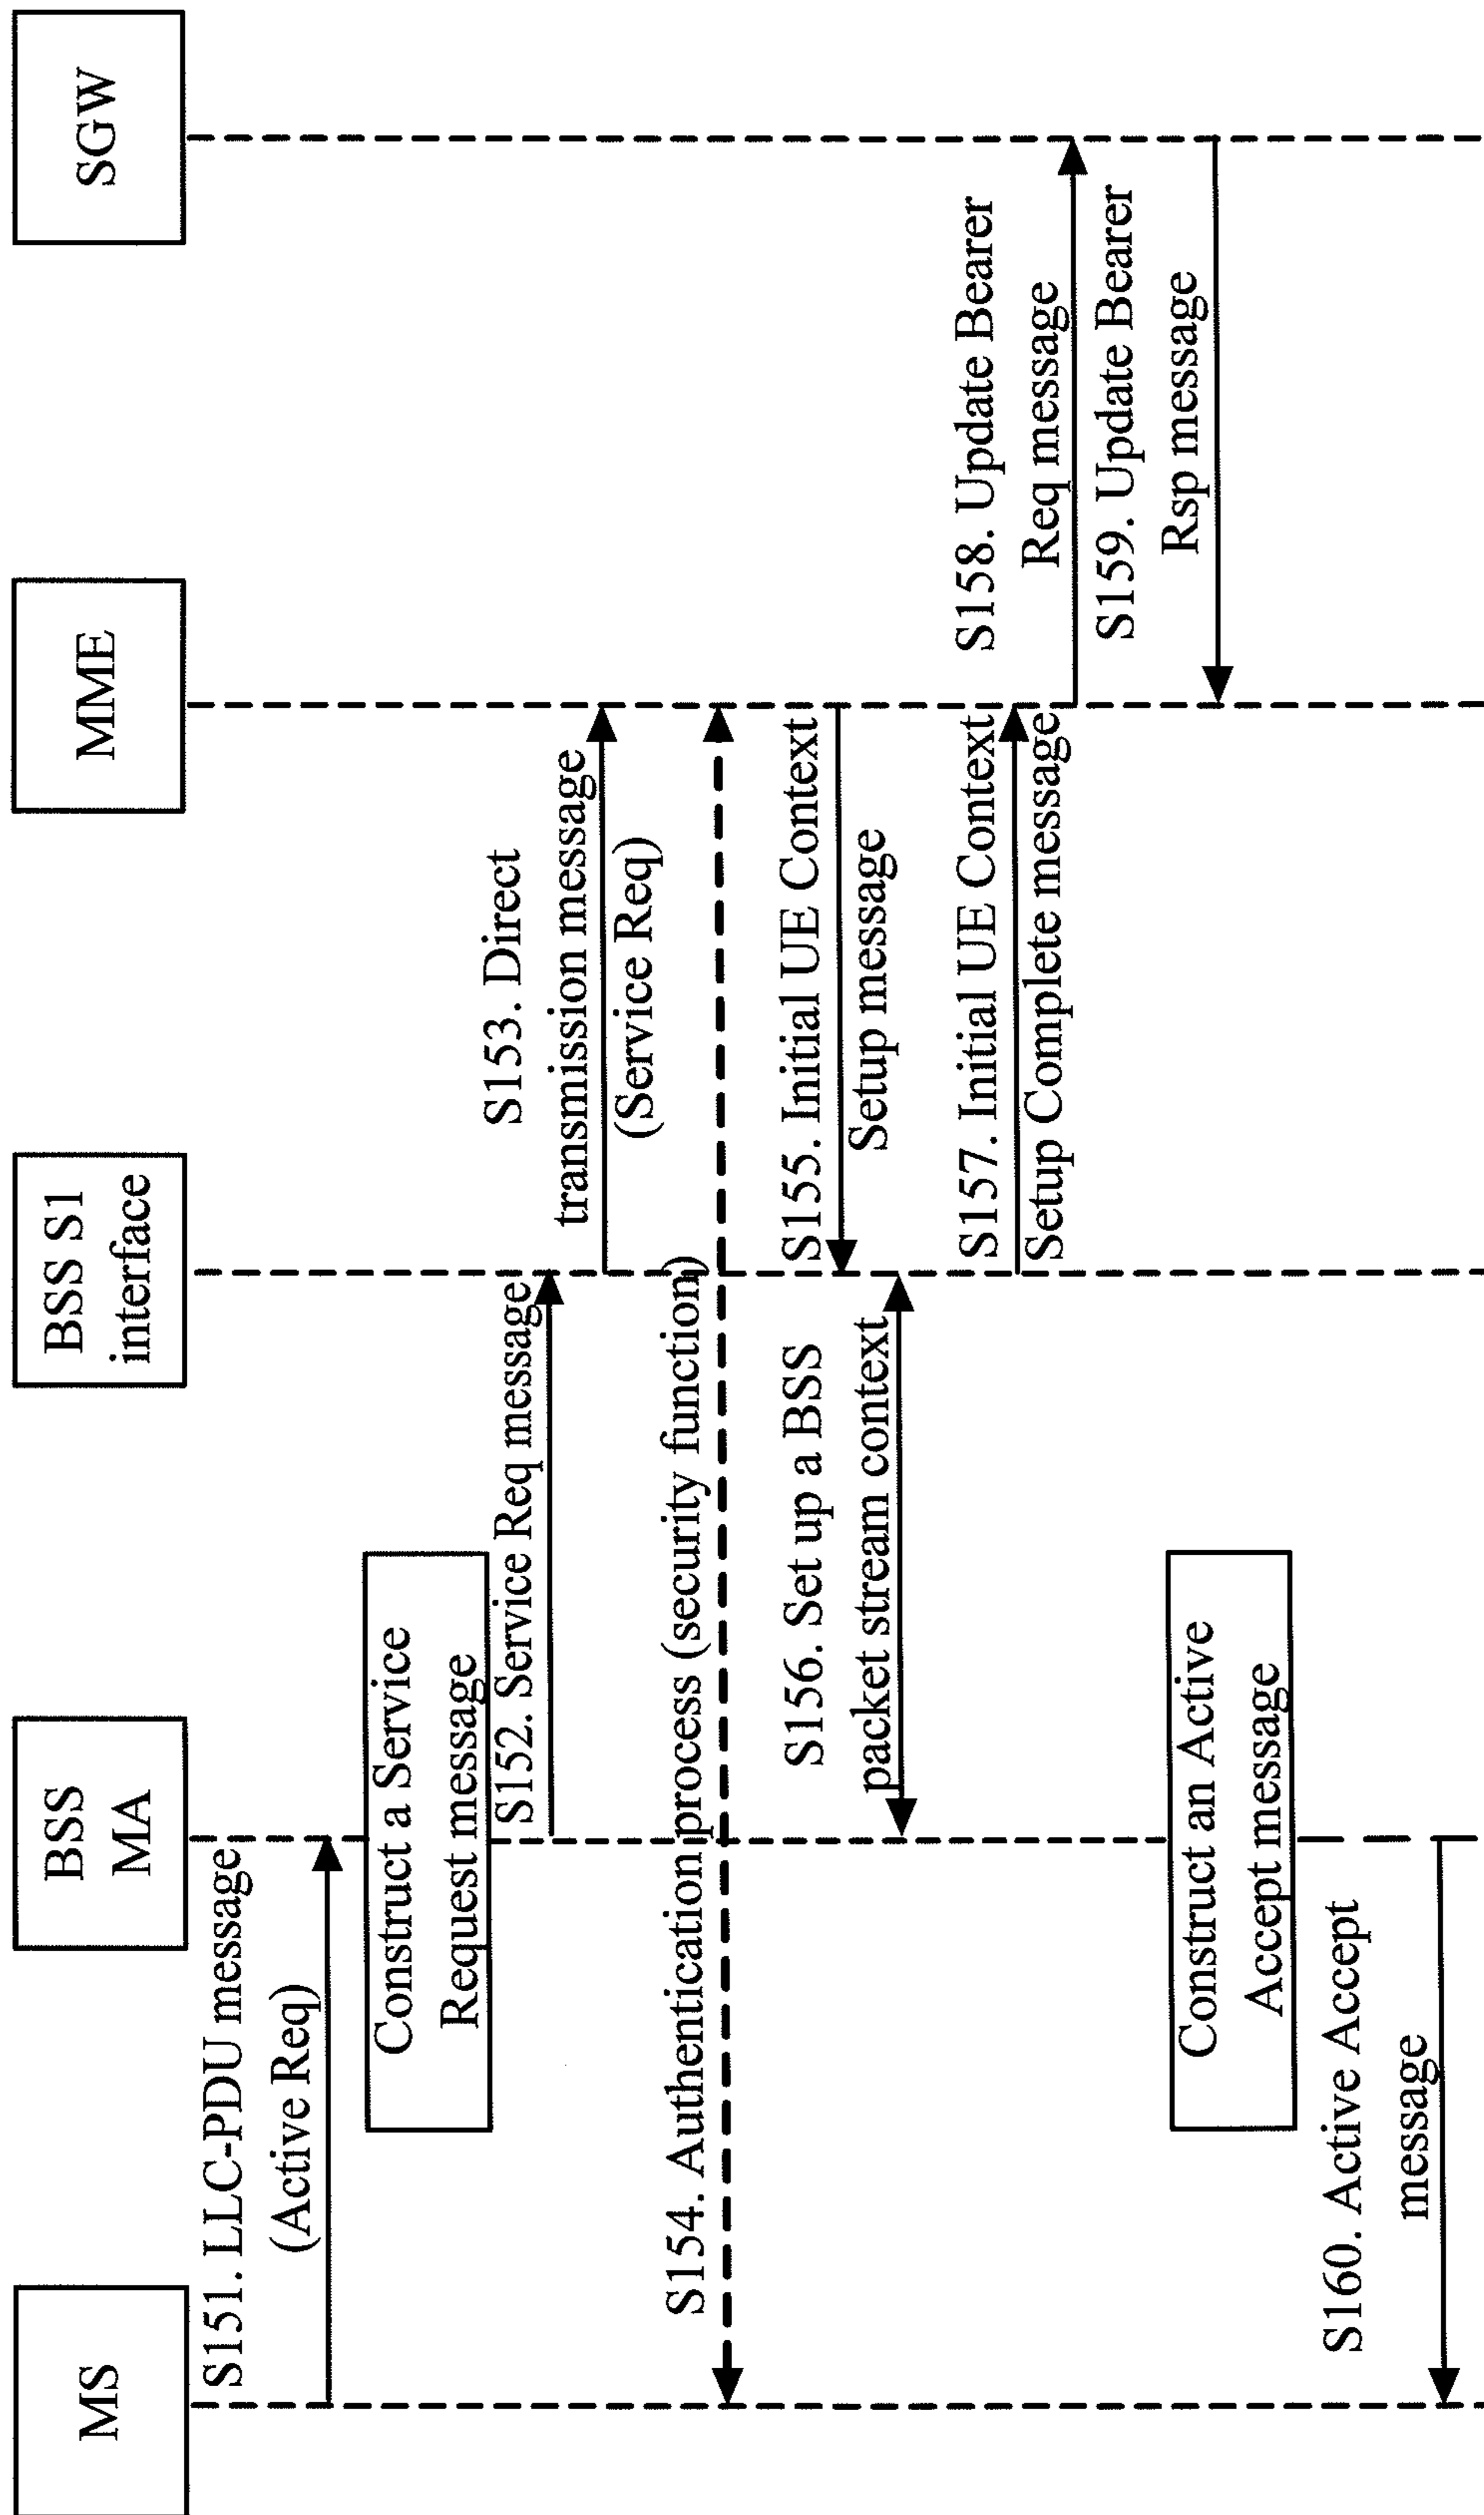 MS
BSS
MA
BSS S1
interface
MME
SGW
S151. LLC-PDU message
(Active Req)
Construct a Service
Request message
S152. Service Req message
S153. Direct
transmission message
(Service Req)
S154. Authentication process (security function)
S155. Initial UE Context
Setup message
S156. Set up a BSS
packet stream context
S157. Initial UE Context
Setup Complete message
S158. Update Bearer
Req message
S159. Update Bearer
Rsp message
Construct an Active
Accept message
S160. Active Accept
message